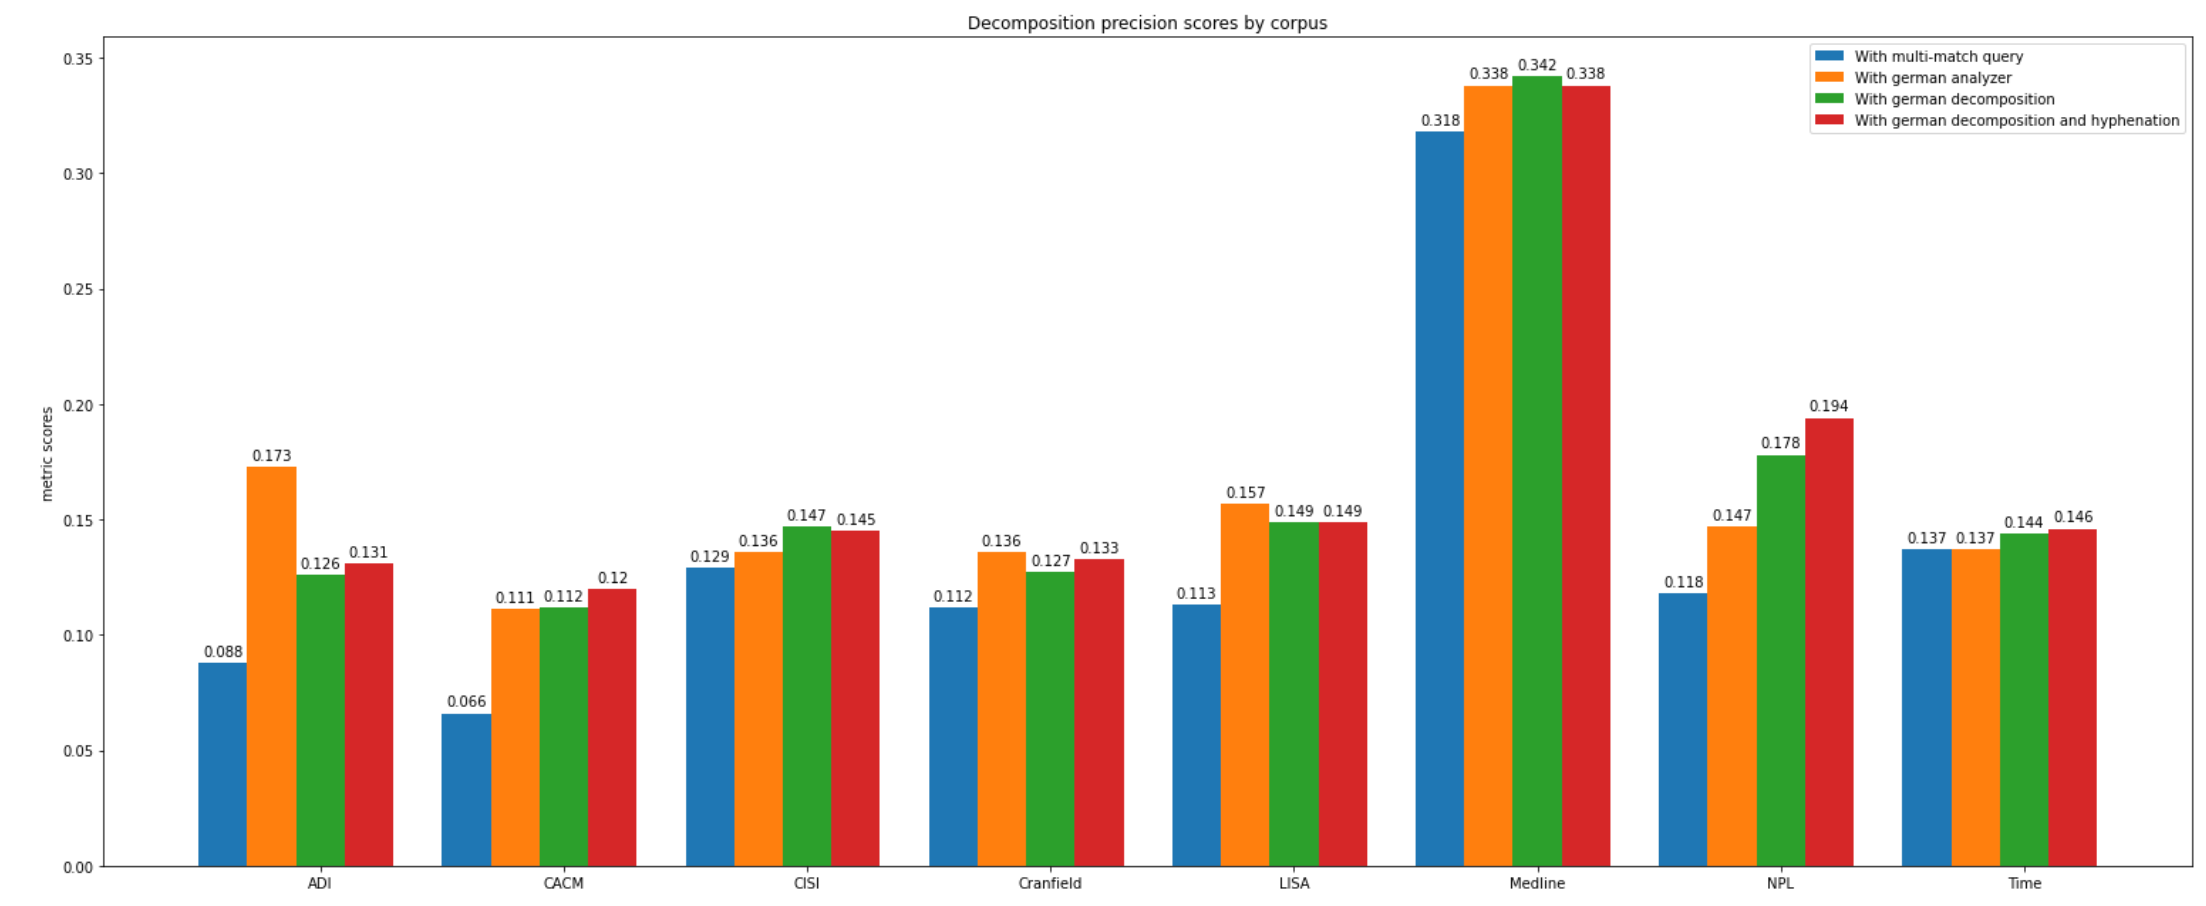 Decomposition precision scores by corpus
With multi-match query
With german analyzer
With german decomposition
With german decomposition and hyphenation
metric scores
0.35
0.30
0.25
0.20
0.15
0.10
0.05
0.00
0.088 0.173 0.126 0.131
0.066 0.111 0.112 0.12
0.129 0.136 0.147 0.145
0.112 0.136 0.127 0.133
0.113 0.157 0.149 0.149
0.318 0.338 0.342 0.338
0.118 0.147 0.178 0.194
0.137 0.137 0.144 0.146
ADI CACM CISI Cranfield LISA Medline NPL Time